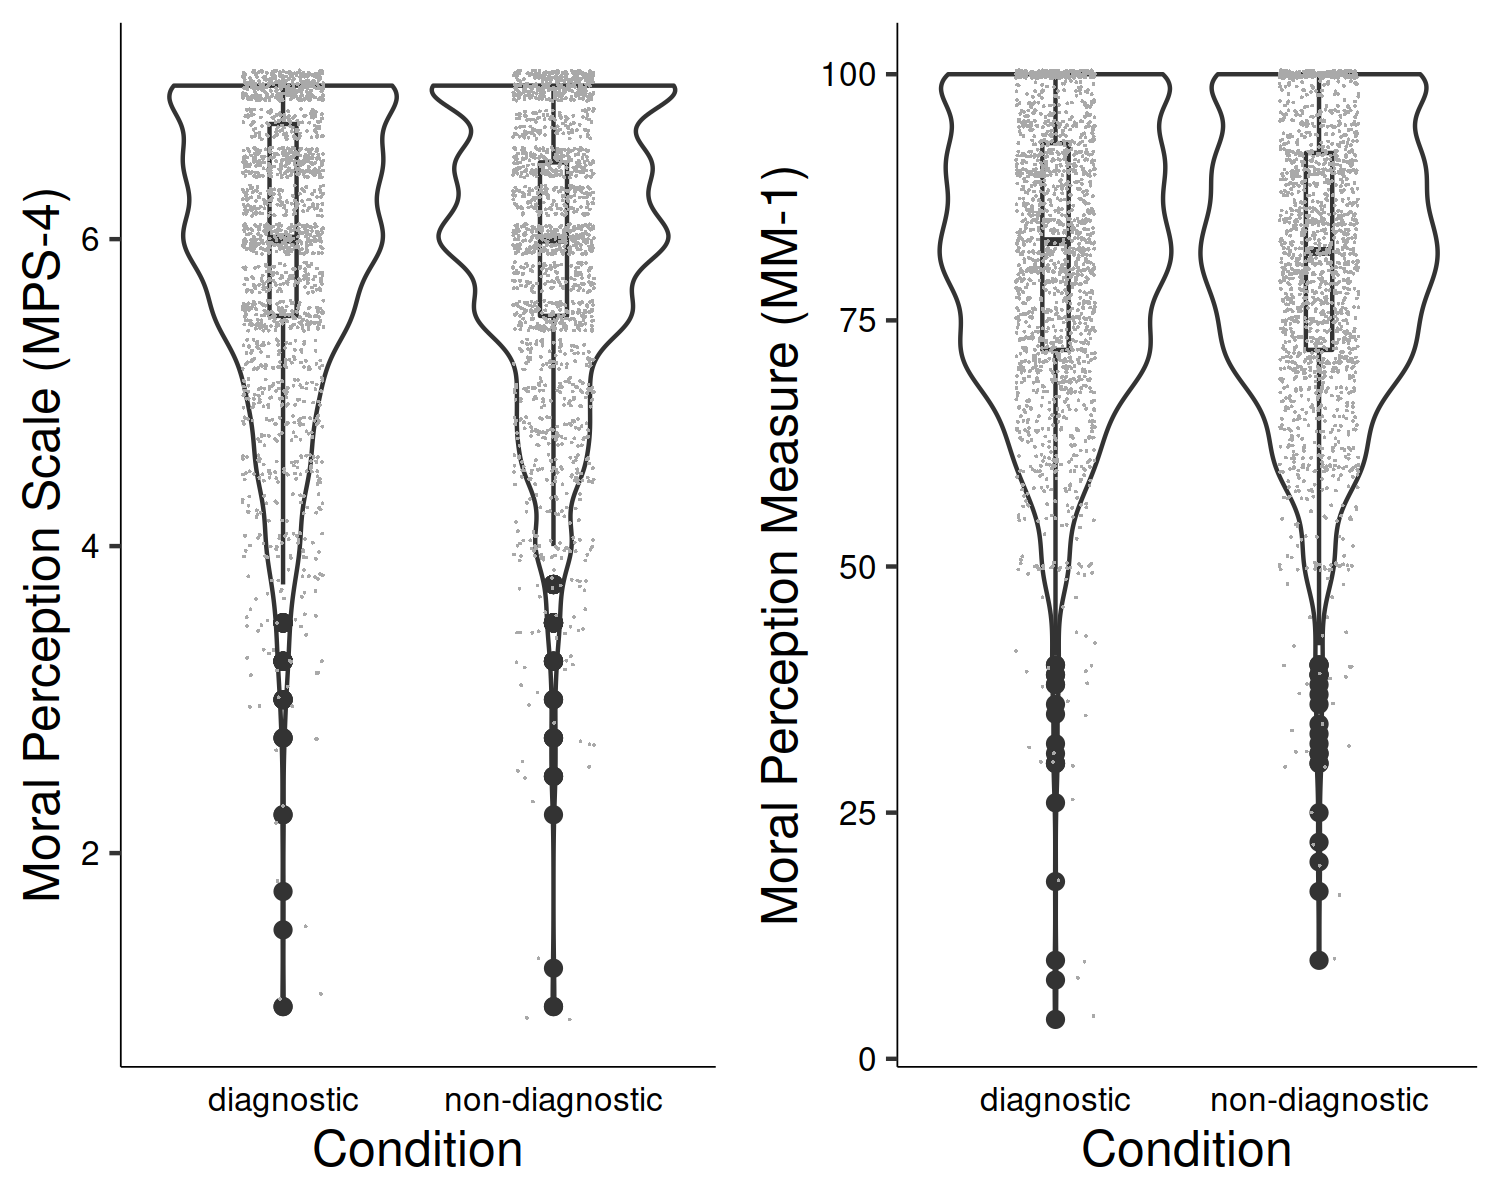 Moral Perception Scale (MPS-4)
6
4
2
diagnostic
non-diagnostic
Condition
Moral Perception Measure (MM-1)
100
75
50
25
0
diagnostic
non-diagnostic
Condition